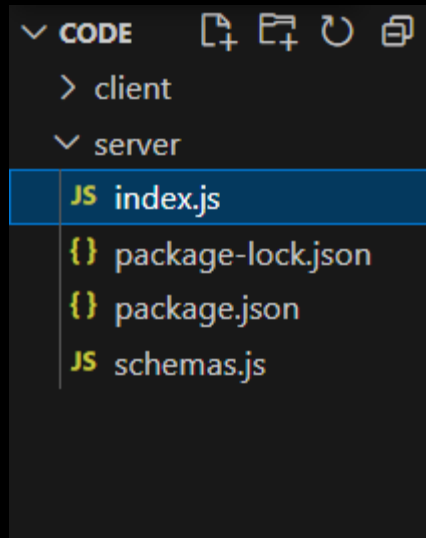 CODE
client
server
JS index.js
{} package-lock.json
{} package.json
JS schemas.js